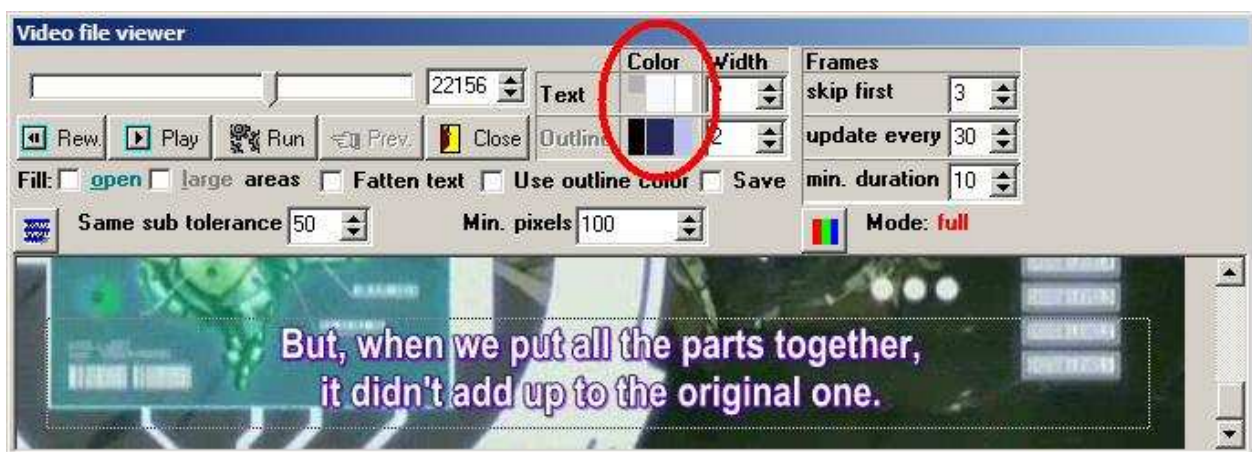 Video file viewer
Color Width Frames
22156 Text 2 skip first 3
Rew. Play Run Prev. Close Outline 2 update every 30
Fill: open large areas Fatten text Use outline color Save min. duration 10
Same sub tolerance 50 Min. pixels 100 Mode: full
But, when we put all the parts together,
it didn't add up to the original one.